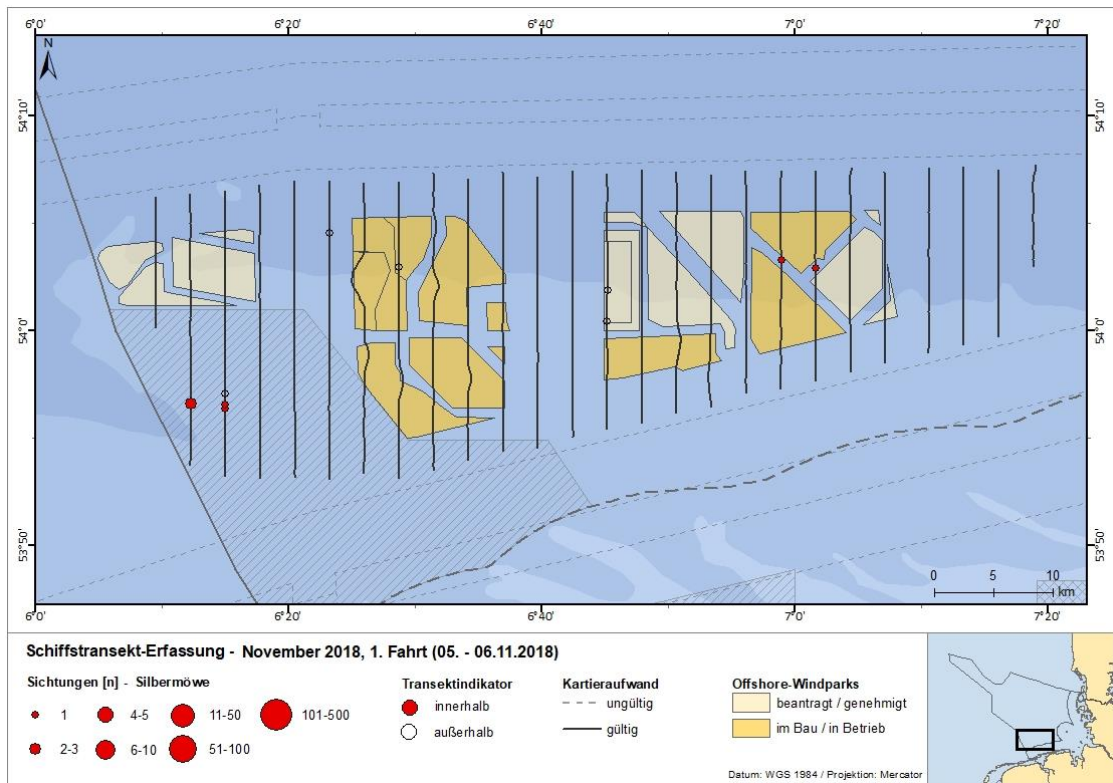 6°0' 6°20' 6°40' 7°0' 7°20'
N
54°10' 54°10'
54°0' 54°0'
53°50' 53°50'
0 5 10
km
6°0' 6°20' 6°40' 7°0' 7°20'
Schiffstransekt-Erfassung - November 2018, 1. Fahrt (05. - 06.11.2018)
Sichtungen [n] - Silbermöwe
1 4-5 11-50 101-500
2-3 6-10 51-100
Transektindikator
innerhalb
außerhalb
Kartieraufwand
ungültig
gültig
Offshore-Windparks
beantragt / genehmigt
im Bau / in Betrieb
Datum: WGS 1984 / Projektion: Mercator